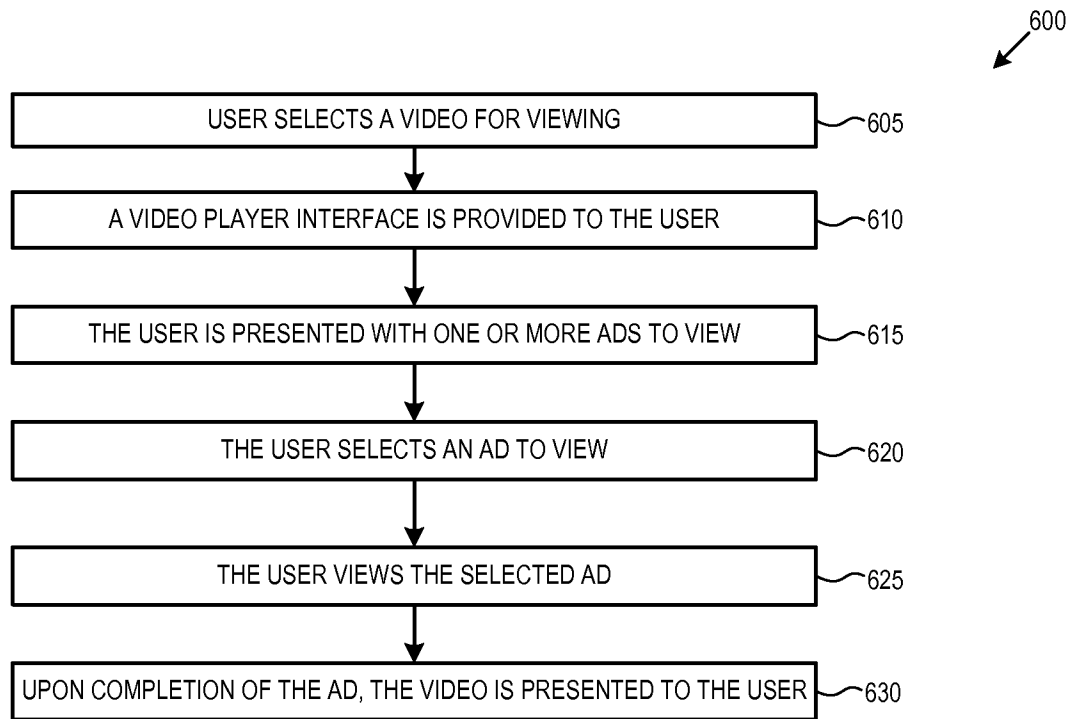 600
USER SELECTS A VIDEO FOR VIEWING
605
A VIDEO PLAYER INTERFACE IS PROVIDED TO THE USER
610
THE USER IS PRESENTED WITH ONE OR MORE ADS TO VIEW
615
THE USER SELECTS AN AD TO VIEW
620
THE USER VIEWS THE SELECTED AD
625
UPON COMPLETION OF THE AD, THE VIDEO IS PRESENTED TO THE USER
630